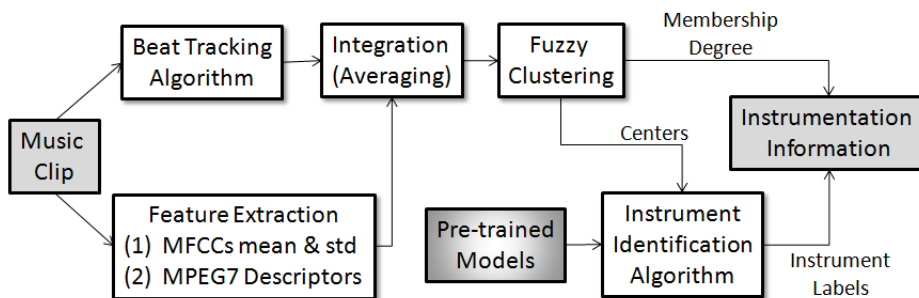 Music
Clip
Beat Tracking
Algorithm
Feature Extraction
(1) MFCCs mean & std
(2) MPEG7 Descriptors
Integration
(Averaging)
Fuzzy
Clustering
Membership
Degree
Centers
Pre-trained
Models
Instrument
Identification
Algorithm
Instrument
Labels
Instrumentation
Information